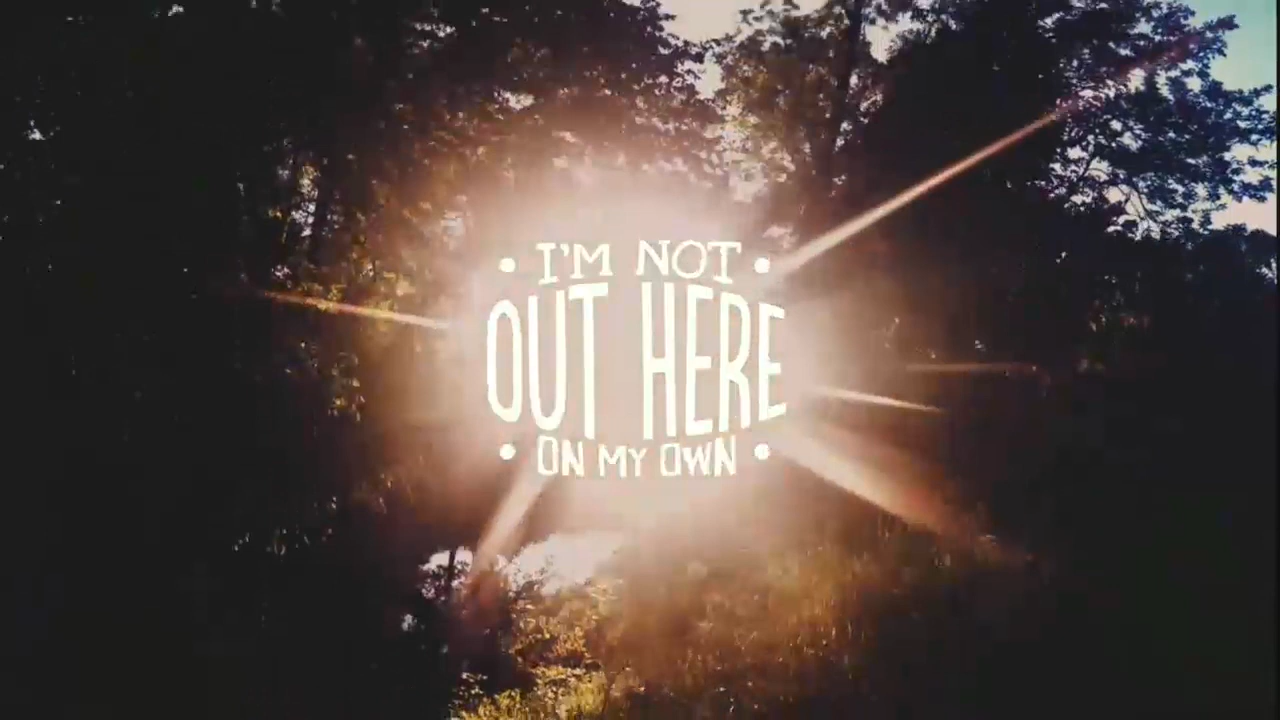 • I'M NOT •
OUT HERE
• ON MY OWN •